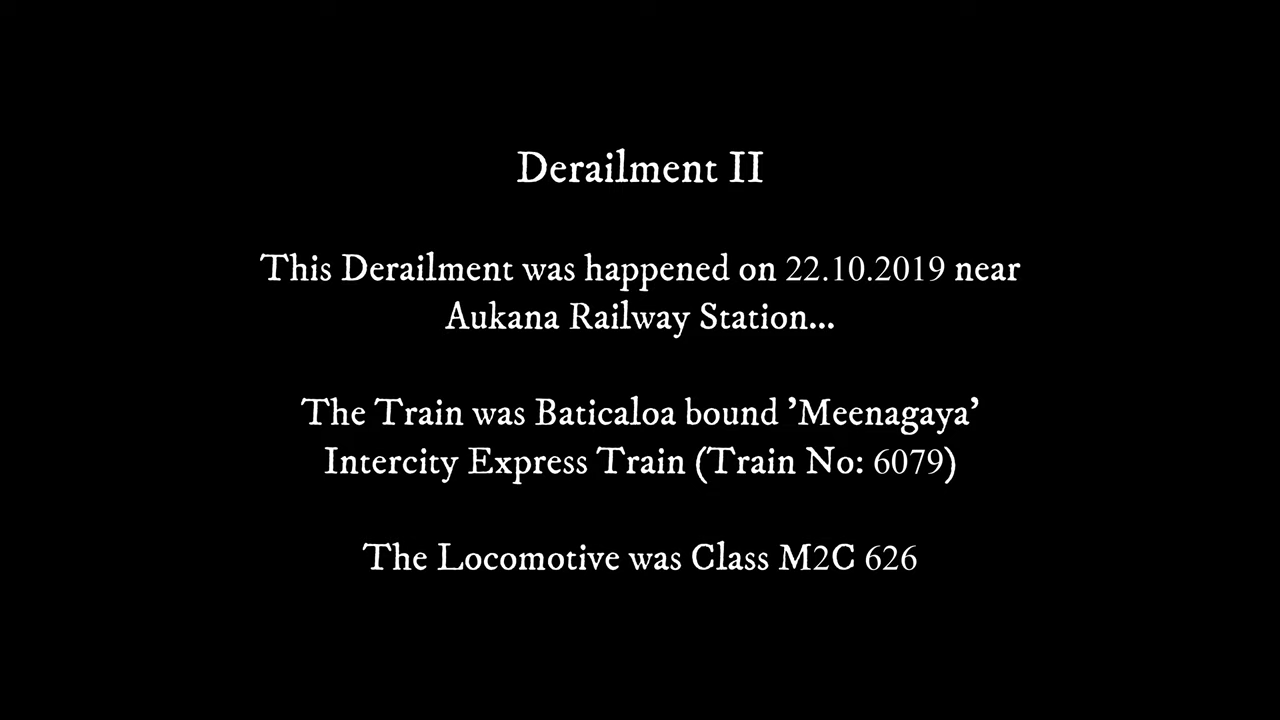 Derailment II
This Derailment was happened on 22.10.2019 near
Aukana Railway Station...
The Train was Baticaloa bound 'Meenagaya'
Intercity Express Train (Train No: 6079)
The Locomotive was Class M2C 626